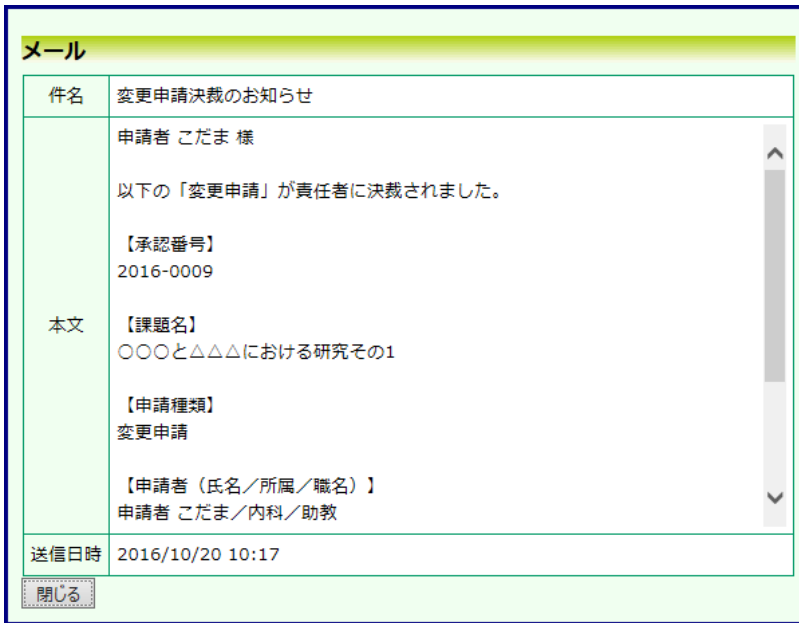 メール
件名
変更申請決裁のお知らせ
本文
申請者 こだま 様
以下の「変更申請」が責任者に決裁されました。
【承認番号】
2016-0009
【課題名】
○○○と△△△における研究その1
【申請種類】
変更申請
【申請者（氏名／所属／職名）】
申請者 こだま／内科／助教
送信日時
2016/10/20 10:17
閉じる